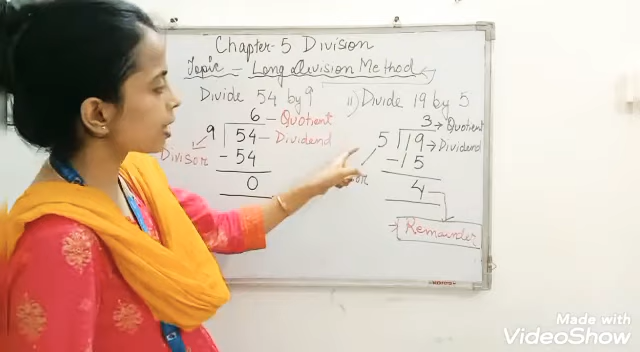 Chapter-5 Division
Topic - Long Division Method
Divide 54 by 9
6 - Quotient
9 54 - Dividend
Divisor
- 54
0
ii) Divide 19 by 5
3 → Quotient
5 19 → Dividend
- 15
4
Remainder
Made with
VideoShow